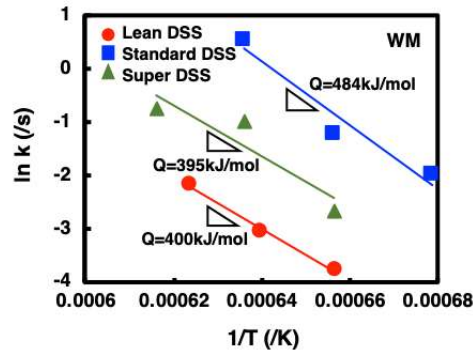 1
0
-1
-2
-3
-4
ln k (/s)
Lean DSS
Standard DSS
Super DSS
WM
Q=484kJ/mol
Q=395kJ/mol
Q=400kJ/mol
0.0006 0.00062 0.00064 0.00066 0.00068
1/T (/K)